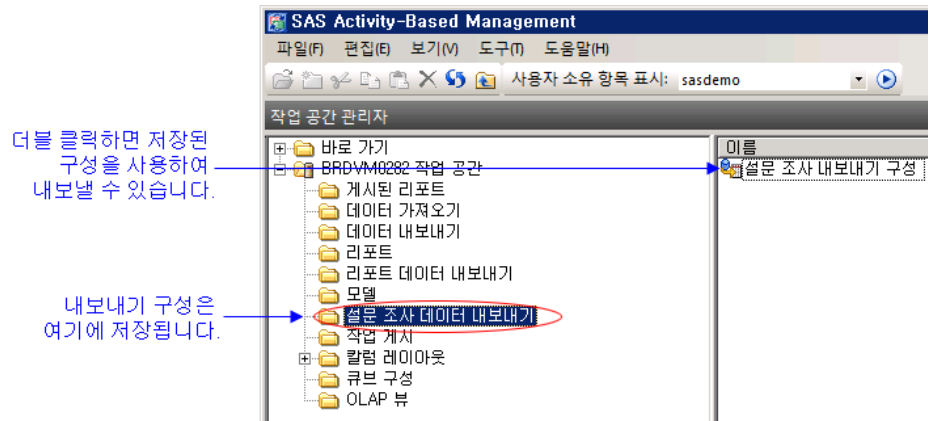 SAS Activity-Based Management
파일(F) 편집(E) 보기(V) 도구(T) 도움말(H)
사용자 소유 항목 표시: sasdemo
작업 공간 관리자
더블 클릭하면 저장된
구성을 사용하여
내보낼 수 있습니다.
바로 가기
BRDVM0282 작업 공간
게시된 리포트
데이터 가져오기
데이터 내보내기
리포트
리포트 데이터 내보내기
모델
설문 조사 데이터 내보내기
작업 게시
칼럼 레이아웃
큐브 구성
OLAP 뷰
내보내기 구성은
여기에 저장됩니다.
이름
설문 조사 내보내기 구성